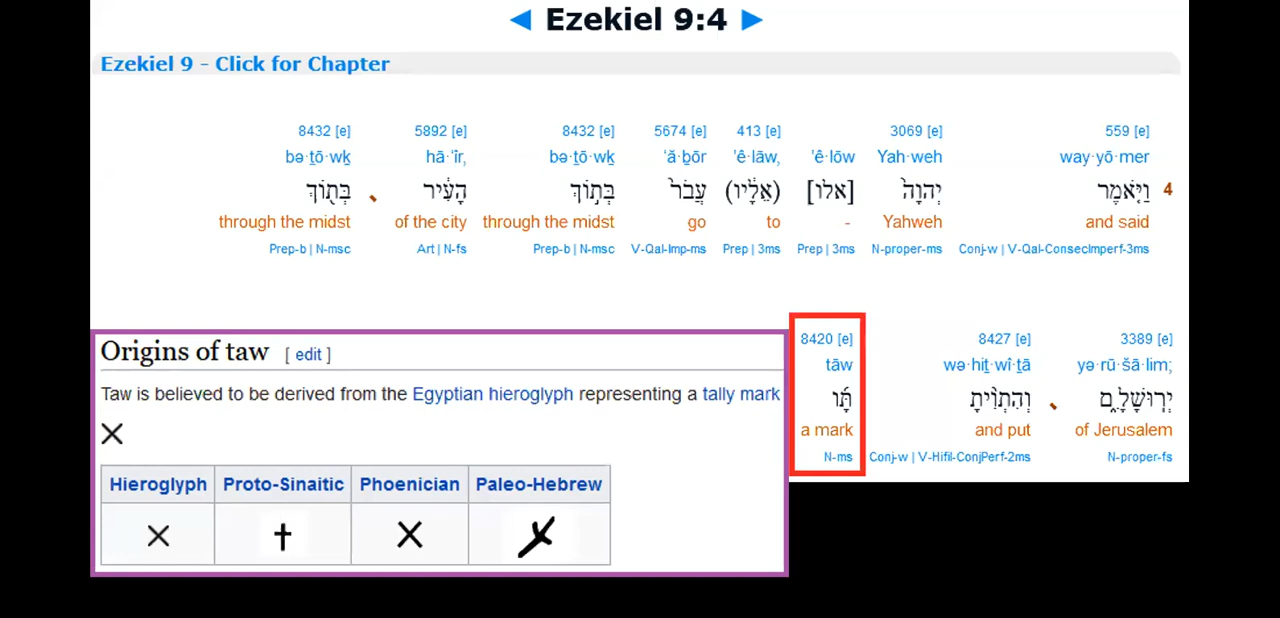 ◄ Ezekiel 9:4 ►
Ezekiel 9 - Click for Chapter
8432 [e] 5892 [e] 8432 [e] 5674 [e] 413 [e] 3069 [e] 559 [e]
bə·ṯō·wḵ hā·‘îr, bə·ṯō·wḵ ‘ă·ḇōr ’ê·lāw, ’ê·lōw Yah·weh way·yō·mer
4 וַיֹּ֤אמֶר יְהוָה֙ [אלו] (אֵלָ֔יו) עֲבֹר֙ בְּת֣וֹךְ הָעִ֔יר ، בְּת֖וֹךְ
through the midst of the city through the midst go to - Yahweh and said
Prep-b | N-msc Art | N-fs Prep-b | N-msc V-Qal-Imp-ms Prep | 3ms Prep | 3ms N-proper-ms Conj-w | V-Qal-ConsecImperf-3ms
8420 [e] 8427 [e] 3389 [e]
tāw wə·hiṯ·wî·ṯā yə·rū·šā·lim;
יְרֽוּשָׁלִָ֑ם ، וְהִתְוִ֨יתָ תָּ֜ו
a mark and put of Jerusalem
N-ms Conj-w | V-Hifil-ConjPerf-2ms N-proper-fs
Origins of taw [ edit ]
Taw is believed to be derived from the Egyptian hieroglyph representing a tally mark
Hieroglyph Proto-Sinaitic Phoenician Paleo-Hebrew